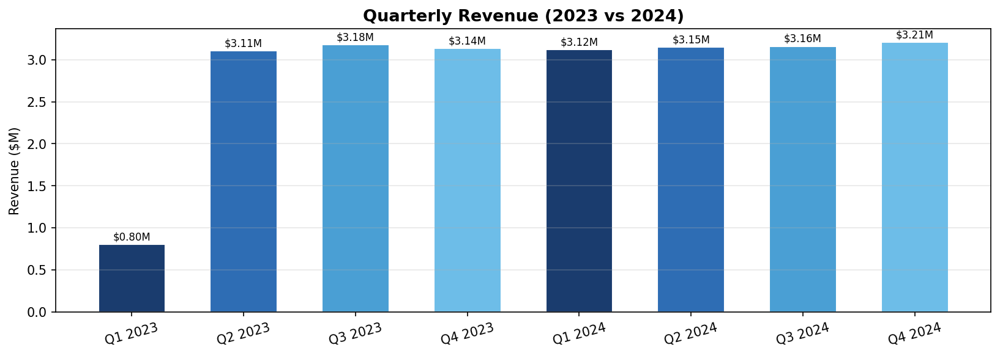 Quarterly Revenue (2023 vs 2024)
Revenue ($M)
3.0
2.5
2.0
1.5
1.0
0.5
0.0
$0.80M
$3.11M
$3.18M
$3.14M
$3.12M
$3.15M
$3.16M
$3.21M
Q1 2023
Q2 2023
Q3 2023
Q4 2023
Q1 2024
Q2 2024
Q3 2024
Q4 2024